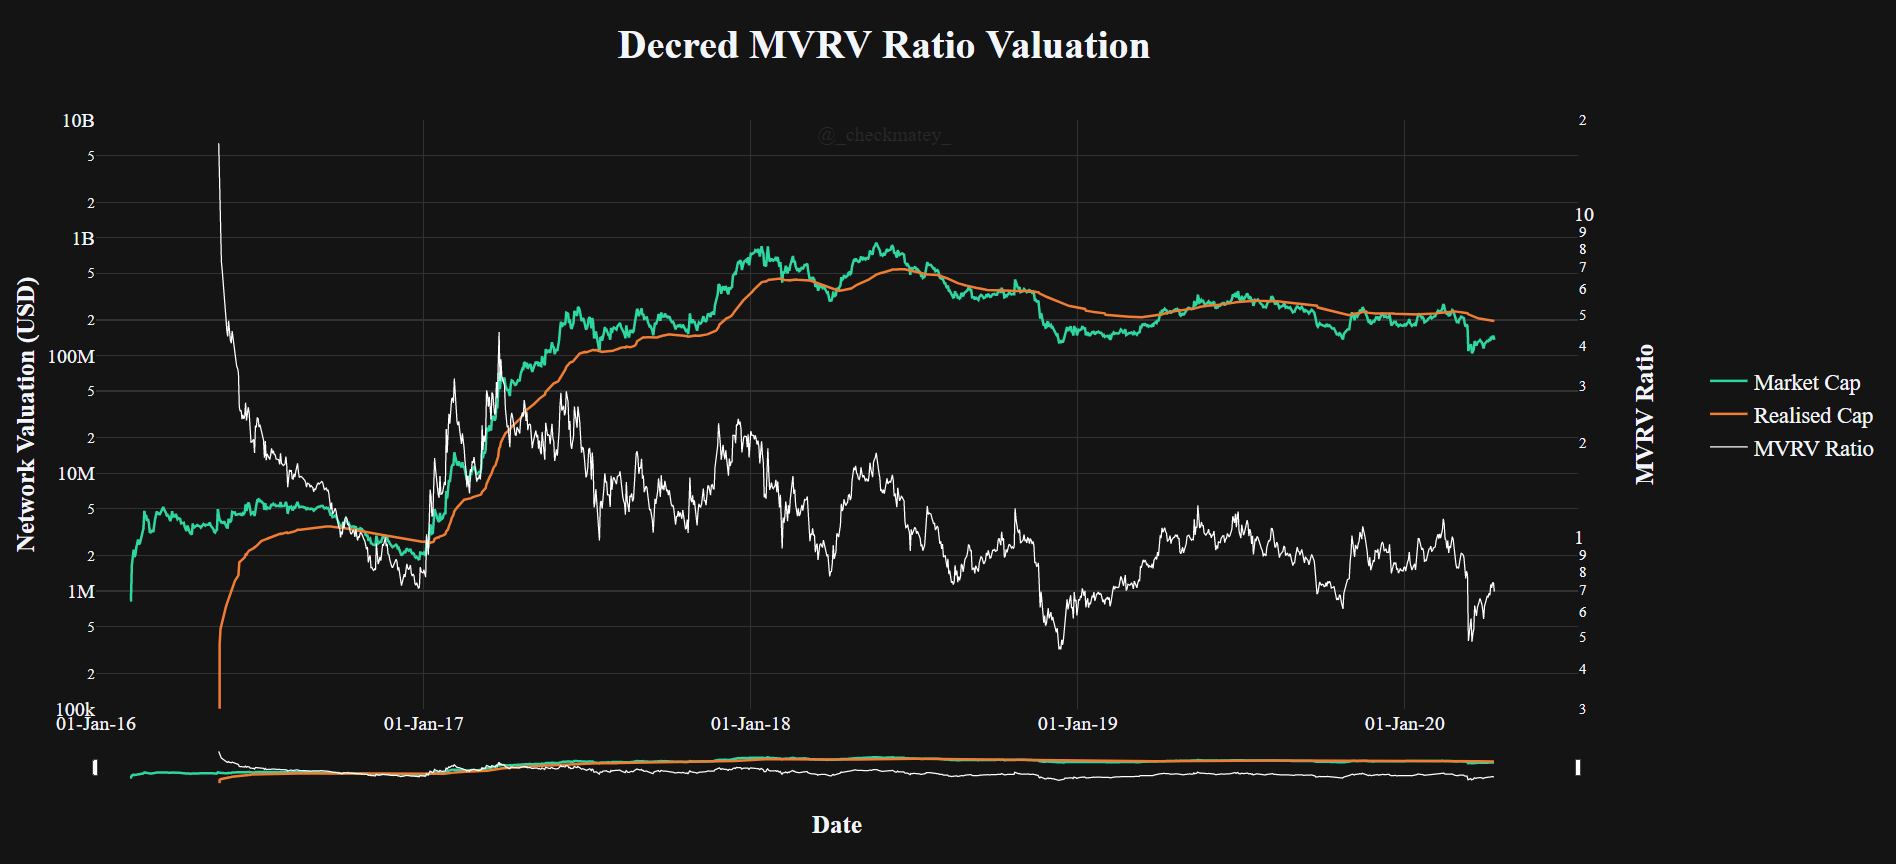 Decred MVRV Ratio Valuation
@_checkmatey_
Network Valuation (USD)
10B
5
2
1B
5
2
100M
5
2
10M
5
2
1M
5
2
100k
2
10
9
8
7
6
5
4
3
2
1
9
8
7
6
5
4
3
MVRV Ratio
Market Cap
Realised Cap
MVRV Ratio
01-Jan-16 01-Jan-17 01-Jan-18 01-Jan-19 01-Jan-20
Date